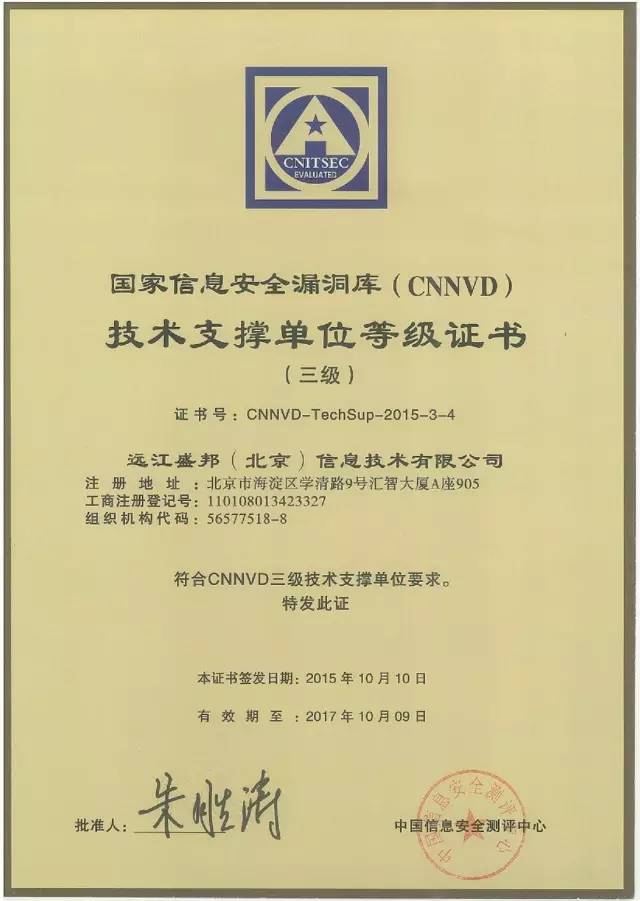 CNITSEC
EVALUATED
国家信息安全漏洞库（CNNVD）
技术支撑单位等级证书
（三级）
证书号：CNNVD-TechSup-2015-3-4
远江盛邦（北京）信息技术有限公司
注册地址：北京市海淀区学清路9号汇智大厦A座905
工商注册登记号：110108013423327
组织机构代码：56577518-8
符合CNNVD三级技术支撑单位要求。
特发此证
本证书签发日期：2015 年 10 月 10日
有效期至：2017 年 10 月 09日
批准人：朱胜涛
中国信息安全测评中心
中国信息安全测评中心